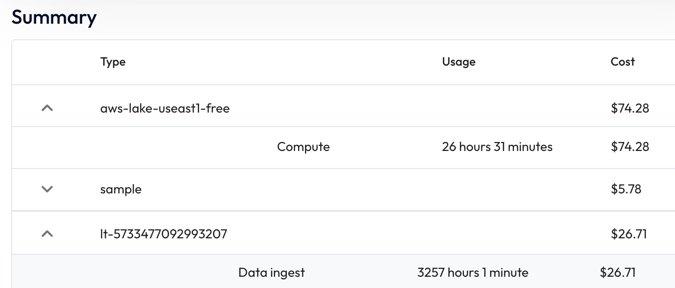 Summary
Type Usage Cost
aws-lake-useast1-free $74.28
Compute 26 hours 31 minutes $74.28
sample $5.78
lt-5733477092993207 $26.71
Data ingest 3257 hours 1 minute $26.71